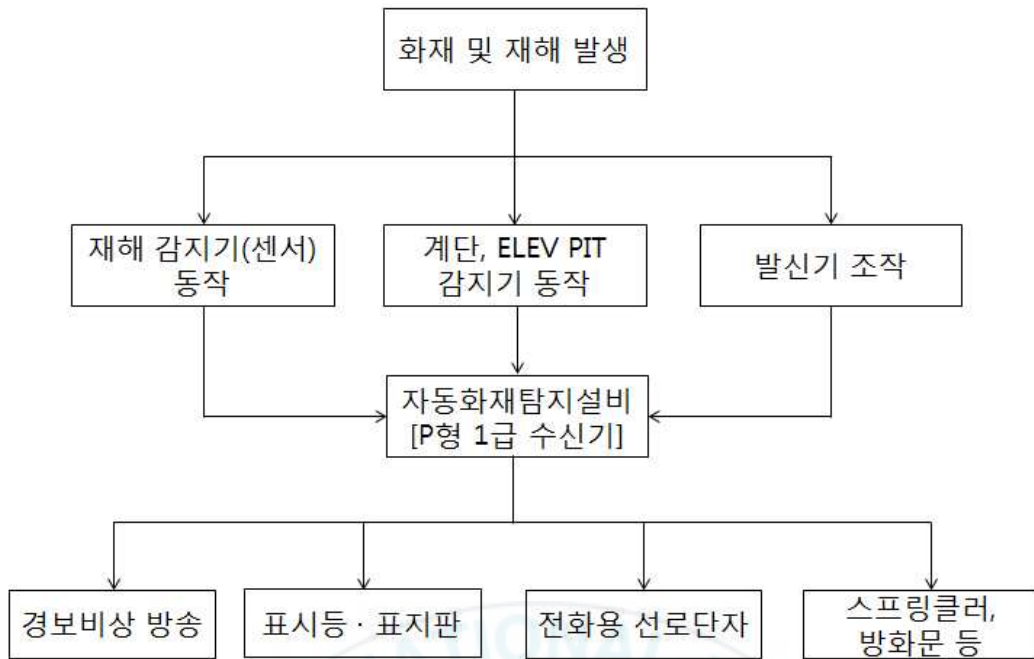 화재 및 재해 발생
재해 감지기(센서)
동작
계단, ELEV PIT
감지기 동작
발신기 조작
자동화재탐지설비
[P형 1급 수신기]
경보비상 방송
표시등 · 표지판
전화용 선로단자
스프링클러,
방화문 등